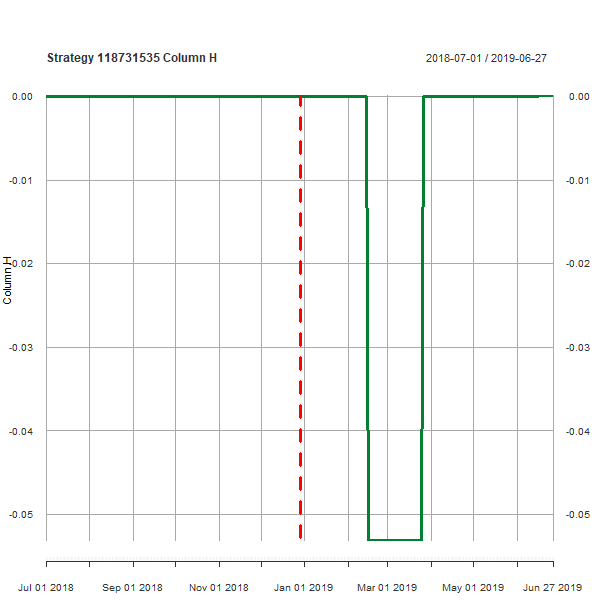 Strategy 118731535 Column H 2018-07-01 / 2019-06-27
0.00 0.00
-0.01 -0.01
Column H
-0.02 -0.02
-0.03 -0.03
-0.04 -0.04
-0.05 -0.05
Jul 01 2018 Sep 01 2018 Nov 01 2018 Jan 01 2019 Mar 01 2019 May 01 2019 Jun 27 2019